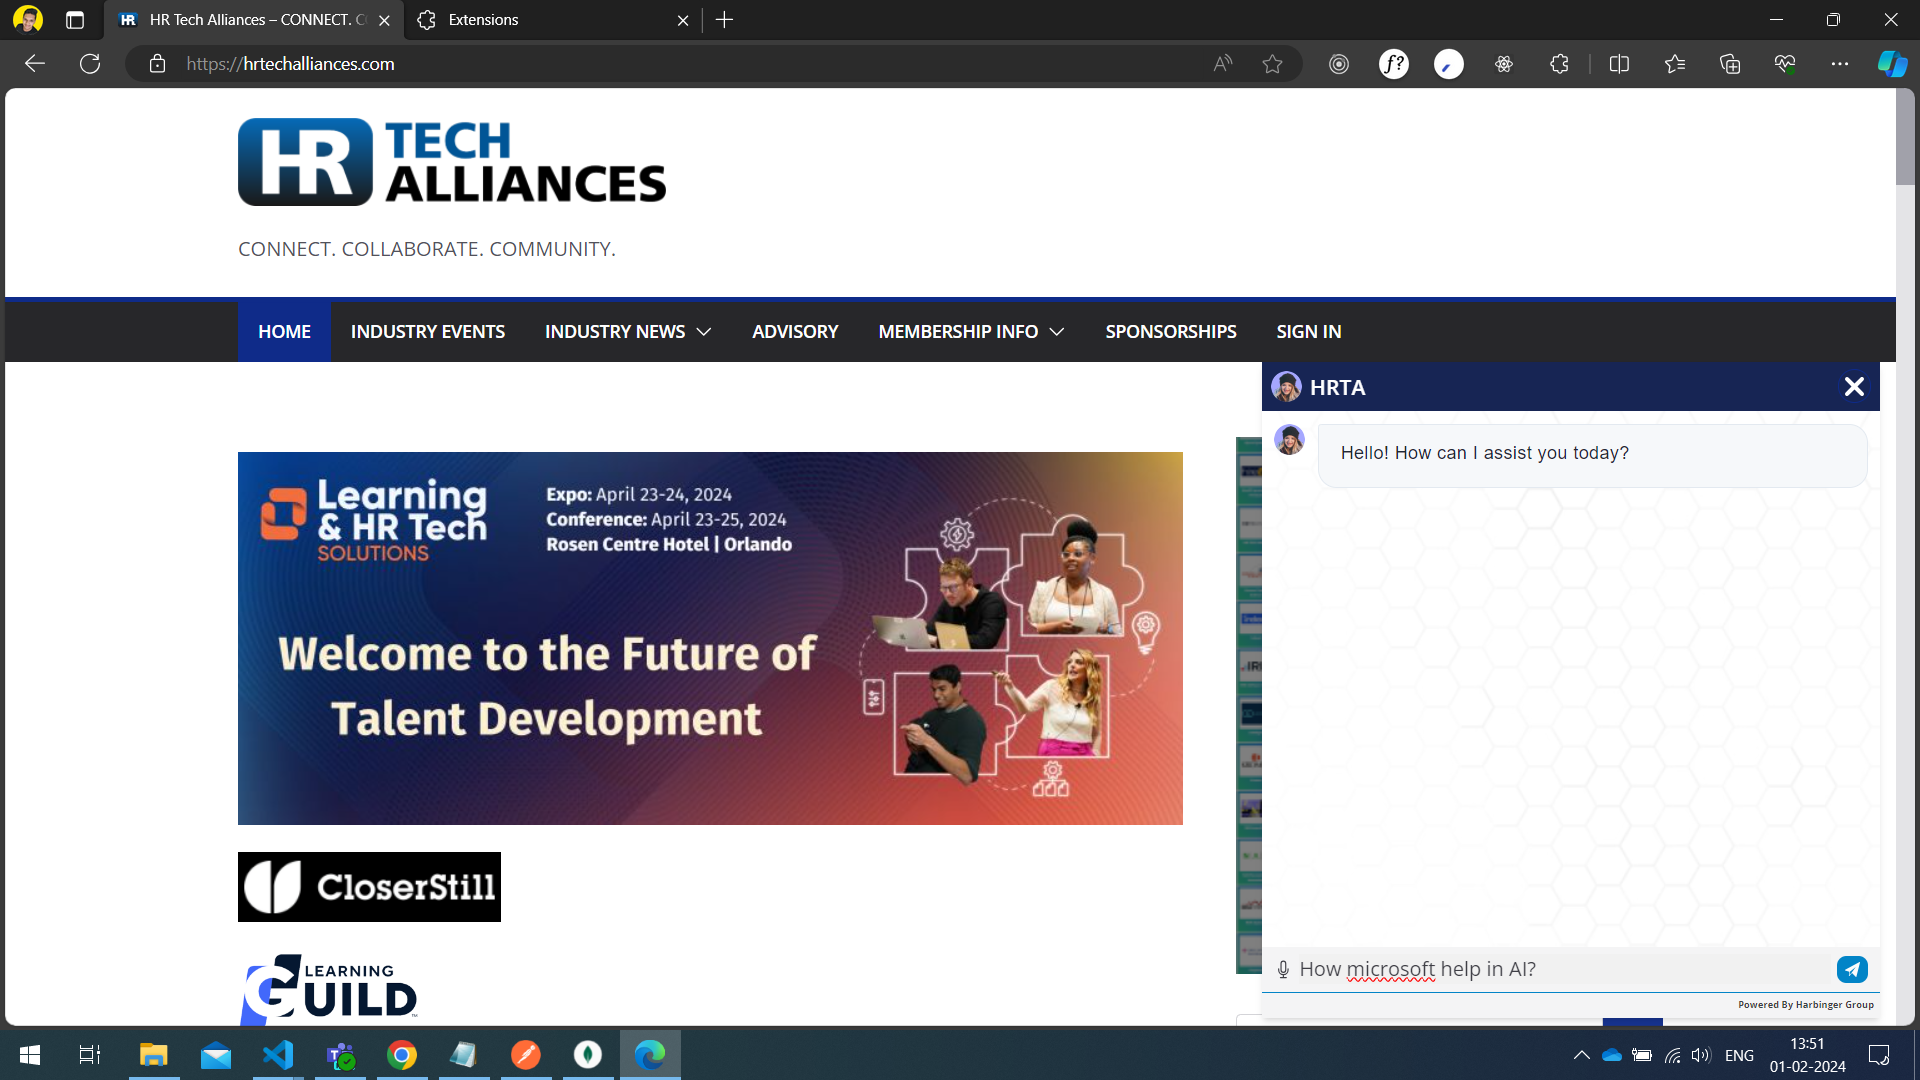 HR Tech Alliances – CONNECT. CO
Extensions
https://hrtechalliances.com
HR TECH
ALLIANCES
CONNECT. COLLABORATE. COMMUNITY.
HOME INDUSTRY EVENTS INDUSTRY NEWS ADVISORY MEMBERSHIP INFO SPONSORSHIPS SIGN IN
HRTA
Hello! How can I assist you today?
Learning
& HR Tech
SOLUTIONS
Expo: April 23-24, 2024
Conference: April 23-25, 2024
Rosen Centre Hotel | Orlando
Welcome to the Future of
Talent Development
CloserStill
LEARNING
GUILD
How microsoft help in AI?
Powered By Harbinger Group
ENG
13:51
01-02-2024